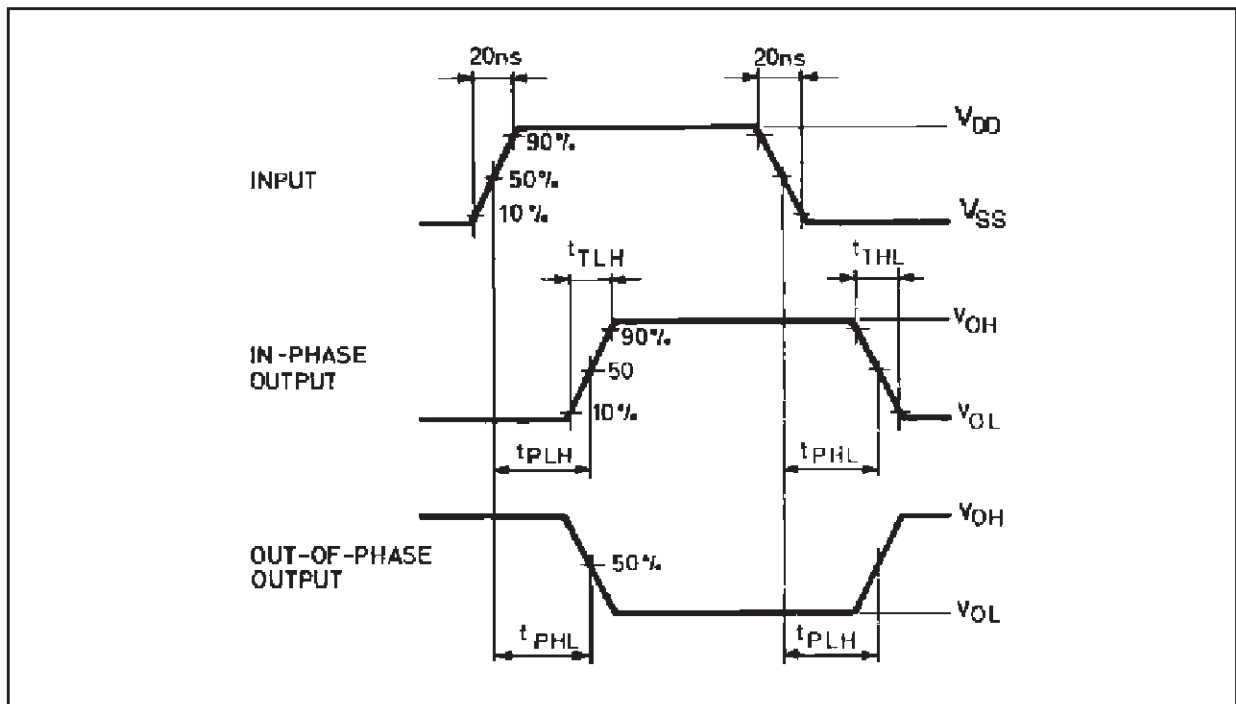 20ns 20ns
VDD
90%
INPUT 50%
10% VSS
tTLH tTHL
VOH
90%
IN-PHASE
OUTPUT 50
10% VOL
tPLH tPHL
VOH
OUT-OF-PHASE
OUTPUT 50%
VOL
tPHL tPLH